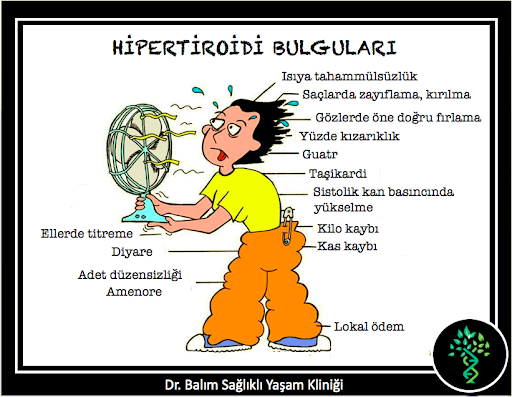 HİPERTİROİDİ BULGULARI
Isıya tahammülsüzlük
Saçlarda zayıflama, kırılma
Gözlerde öne doğru fırlama
Yüzde kızarıklık
Guatr
Taşikardi
Sistolik kan basıncında
yükselme
Kilo kaybı
Kas kaybı
Ellerde titreme
Diyare
Adet düzensizliği
Amenore
Lokal ödem
Dr. Balım Sağlıklı Yaşam Kliniği